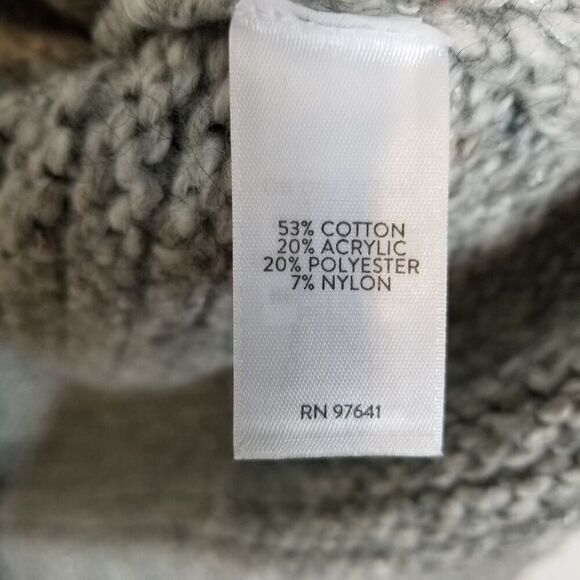 53% COTTON
20% ACRYLIC
20% POLYESTER
7% NYLON
RN 97641